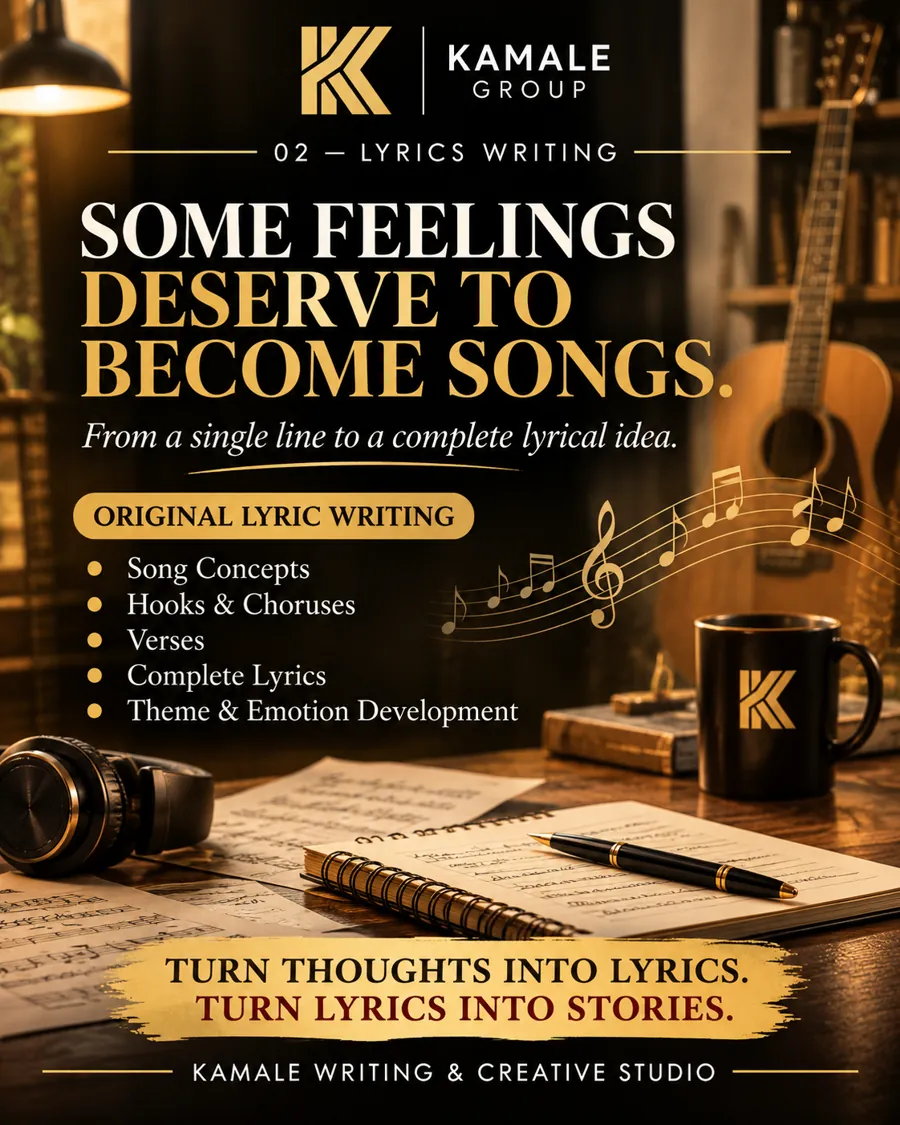 KAMALE
GROUP
02 — LYRICS WRITING
SOME FEELINGS
DESERVE TO
BECOME SONGS.
From a single line to a complete lyrical idea.
ORIGINAL LYRIC WRITING
Song Concepts
Hooks & Choruses
Verses
Complete Lyrics
Theme & Emotion Development
TURN THOUGHTS INTO LYRICS.
TURN LYRICS INTO STORIES.
KAMALE WRITING & CREATIVE STUDIO